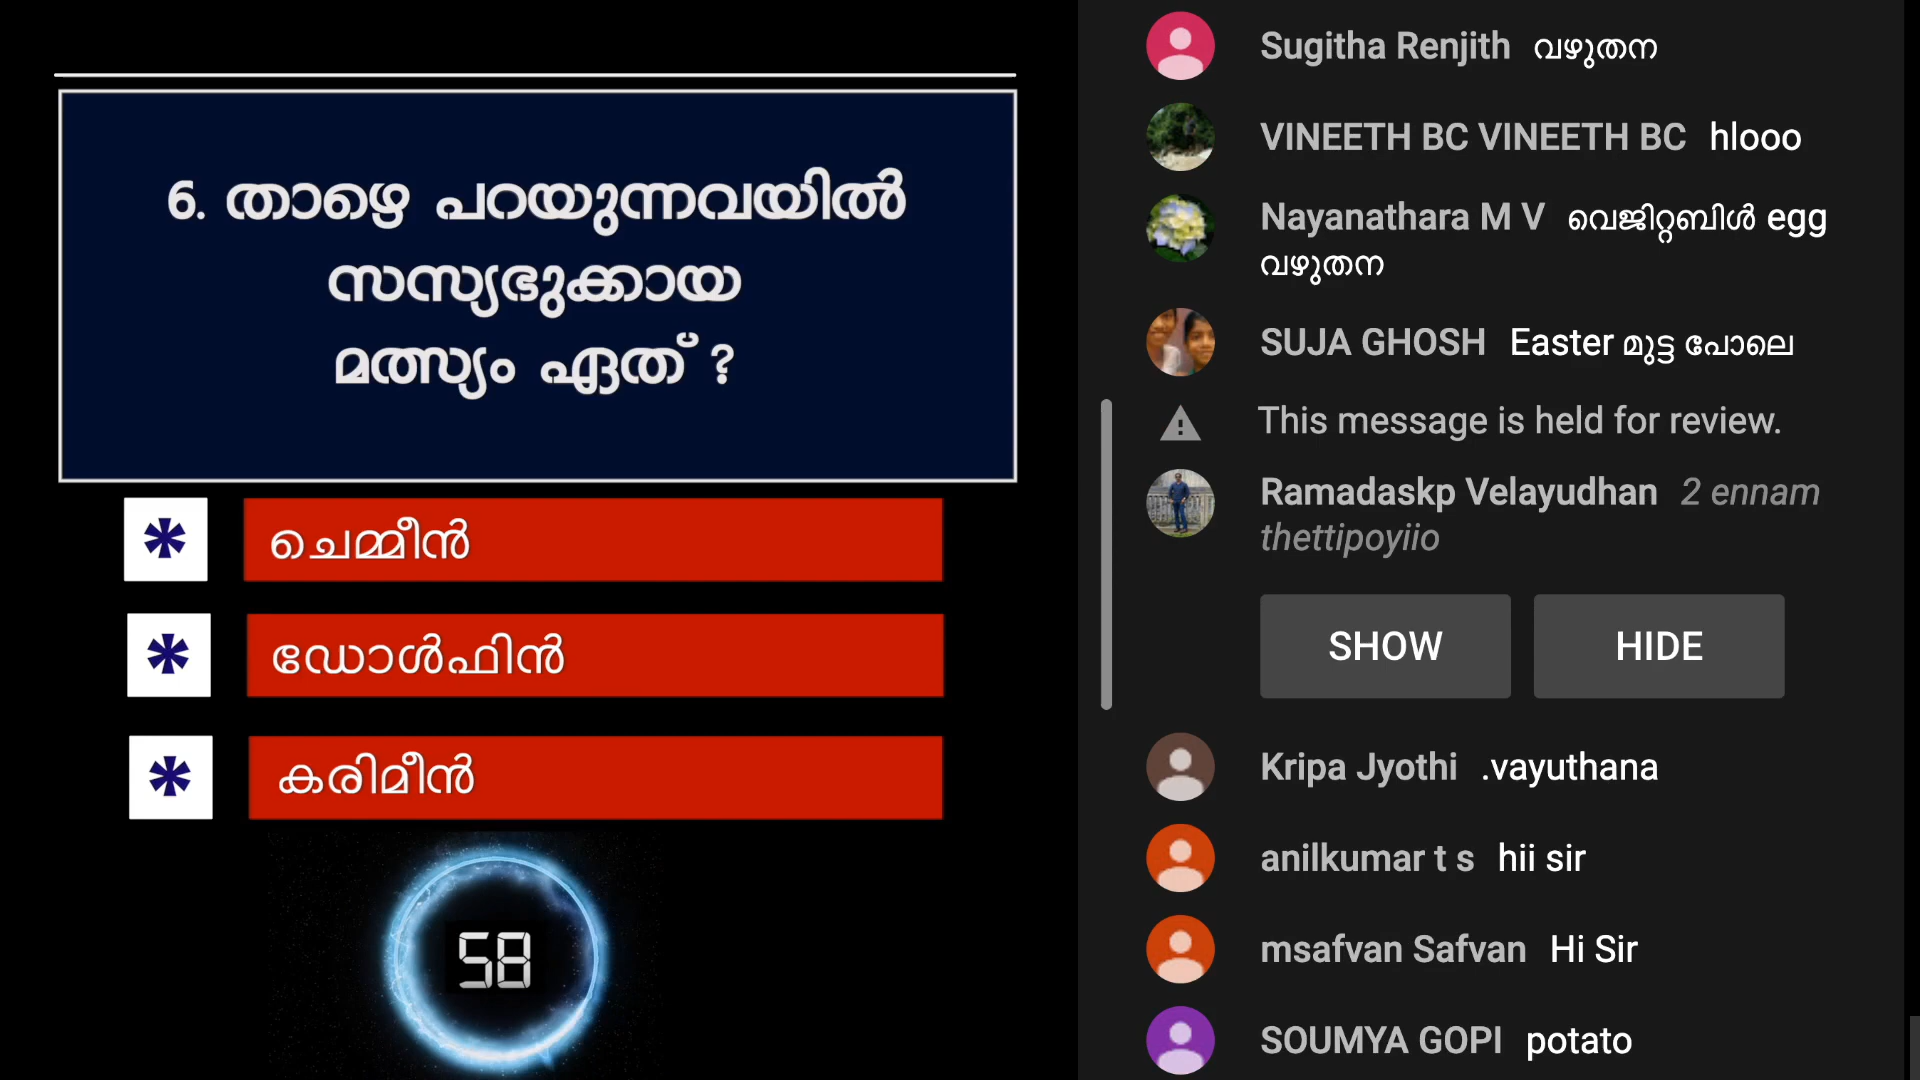 6. താഴെ പറയുന്നവയിൽ
സസ്യഭുക്കായ
മത്സ്യം ഏത് ?
* ചെമ്മീൻ
* ഡോൾഫിൻ
* കരിമീൻ
58
Sugitha Renjith വഴുതന
VINEETH BC VINEETH BC hlooo
Nayanathara M V വെജിറ്റബിൾ egg
വഴുതന
SUJA GHOSH Easter മുട്ട പോലെ
This message is held for review.
Ramadaskp Velayudhan 2 ennam
thettipoyiio
SHOW HIDE
Kripa Jyothi .vayuthana
anilkumar t s hii sir
msafvan Safvan Hi Sir
SOUMYA GOPI potato